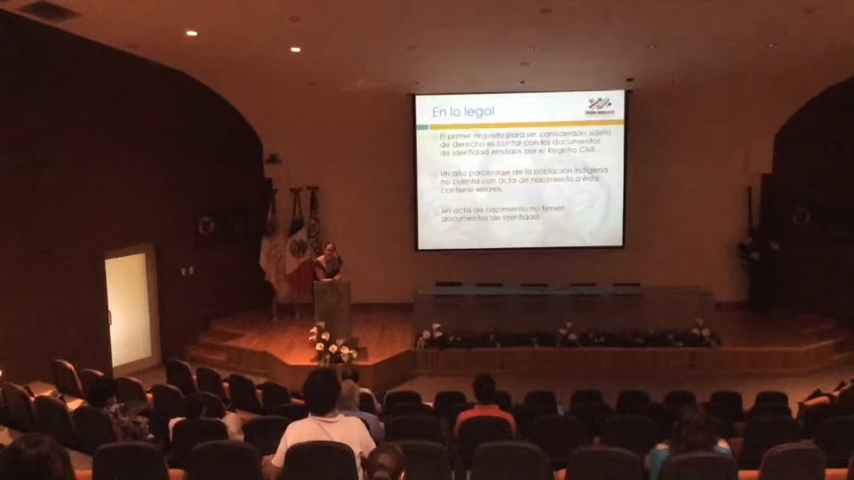 En lo legal
El primer requisito para ser considerado sujeto
de derecho es contar con los documentos
de identidad emitidos por el Registro Civil.
Un alto porcentaje de la población indígena
no cuenta con acta de nacimiento o ésta
contiene errores.
Sin acta de nacimiento no tienen
documentos de identidad.